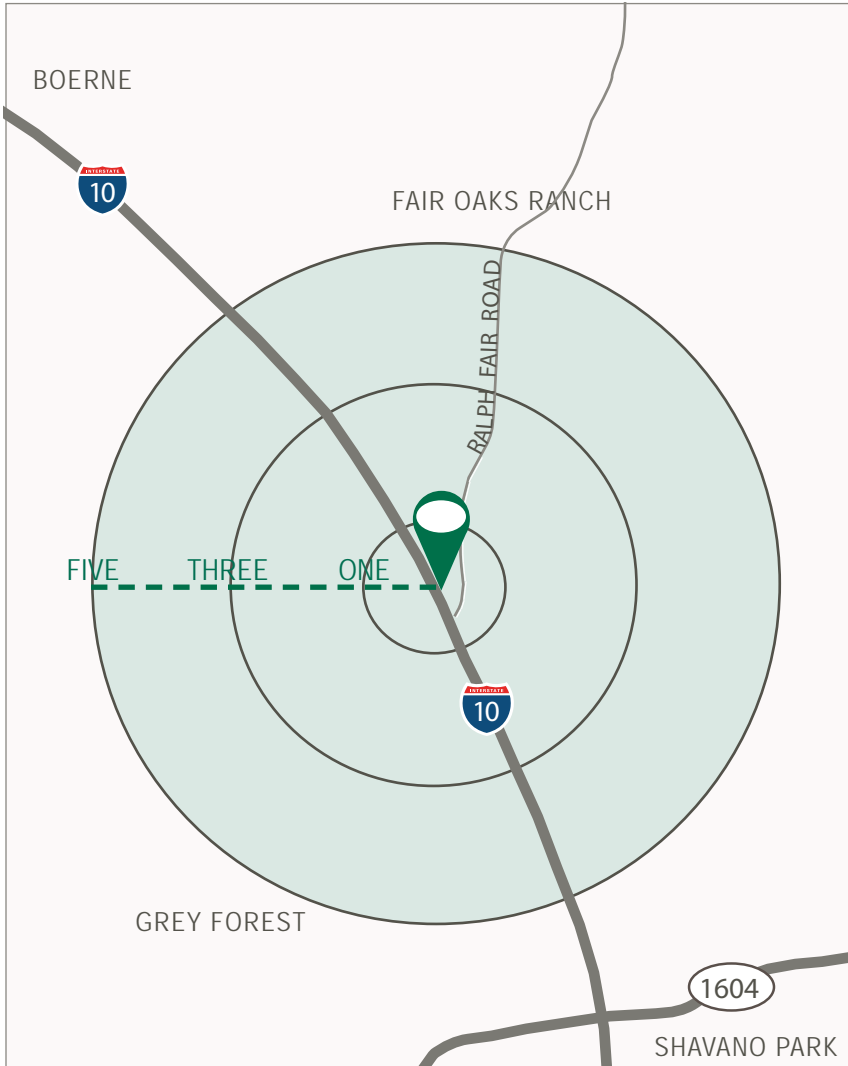 BOERNE
INTERSTATE
10
FAIR OAKS RANCH
RALPH FAIR ROAD
FIVE THREE ONE
INTERSTATE
10
GREY FOREST
1604
SHAVANO PARK